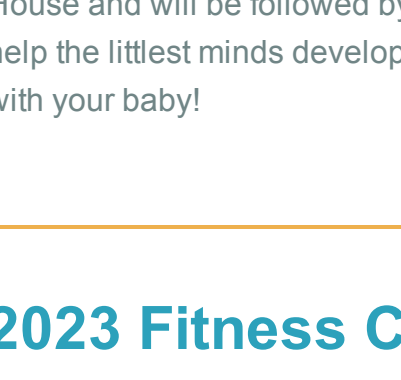 House and will be followed by
help the littlest minds develop
with your baby!
2023 Fitness C